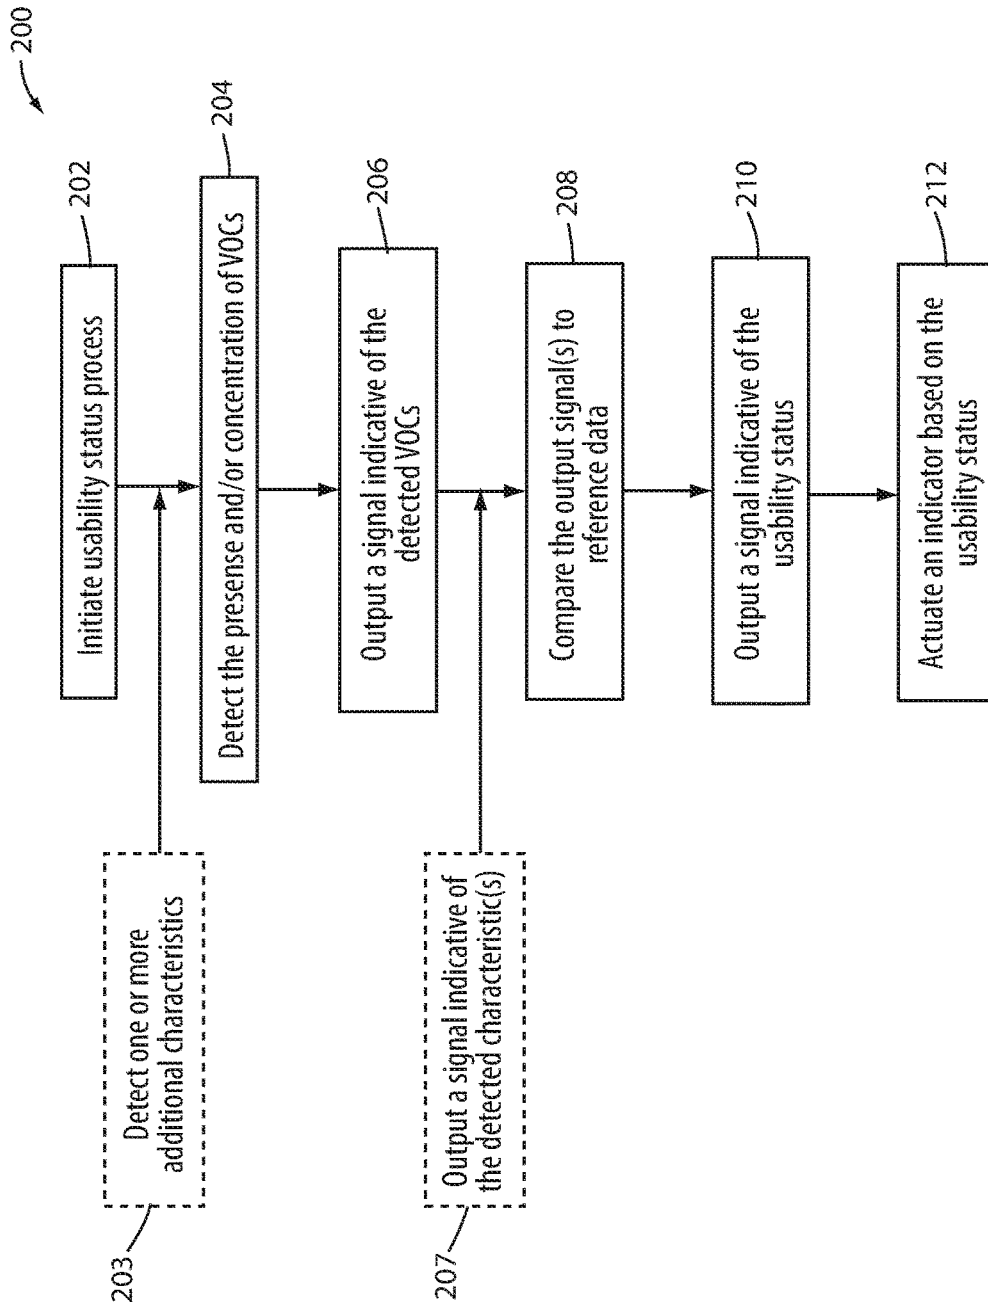 200
Initiate usability status process
202
Detect one or more
additional characteristics
203
Detect the presense and/or concentration of VOCs
204
Output a signal indicative of the
detected VOCs
206
Output a signal indicative of
the detected characteristic(s)
207
Compare the output signal(s) to
reference data
208
Output a signal indicative of the
usability status
210
Actuate an indicator based on the
usability status
212